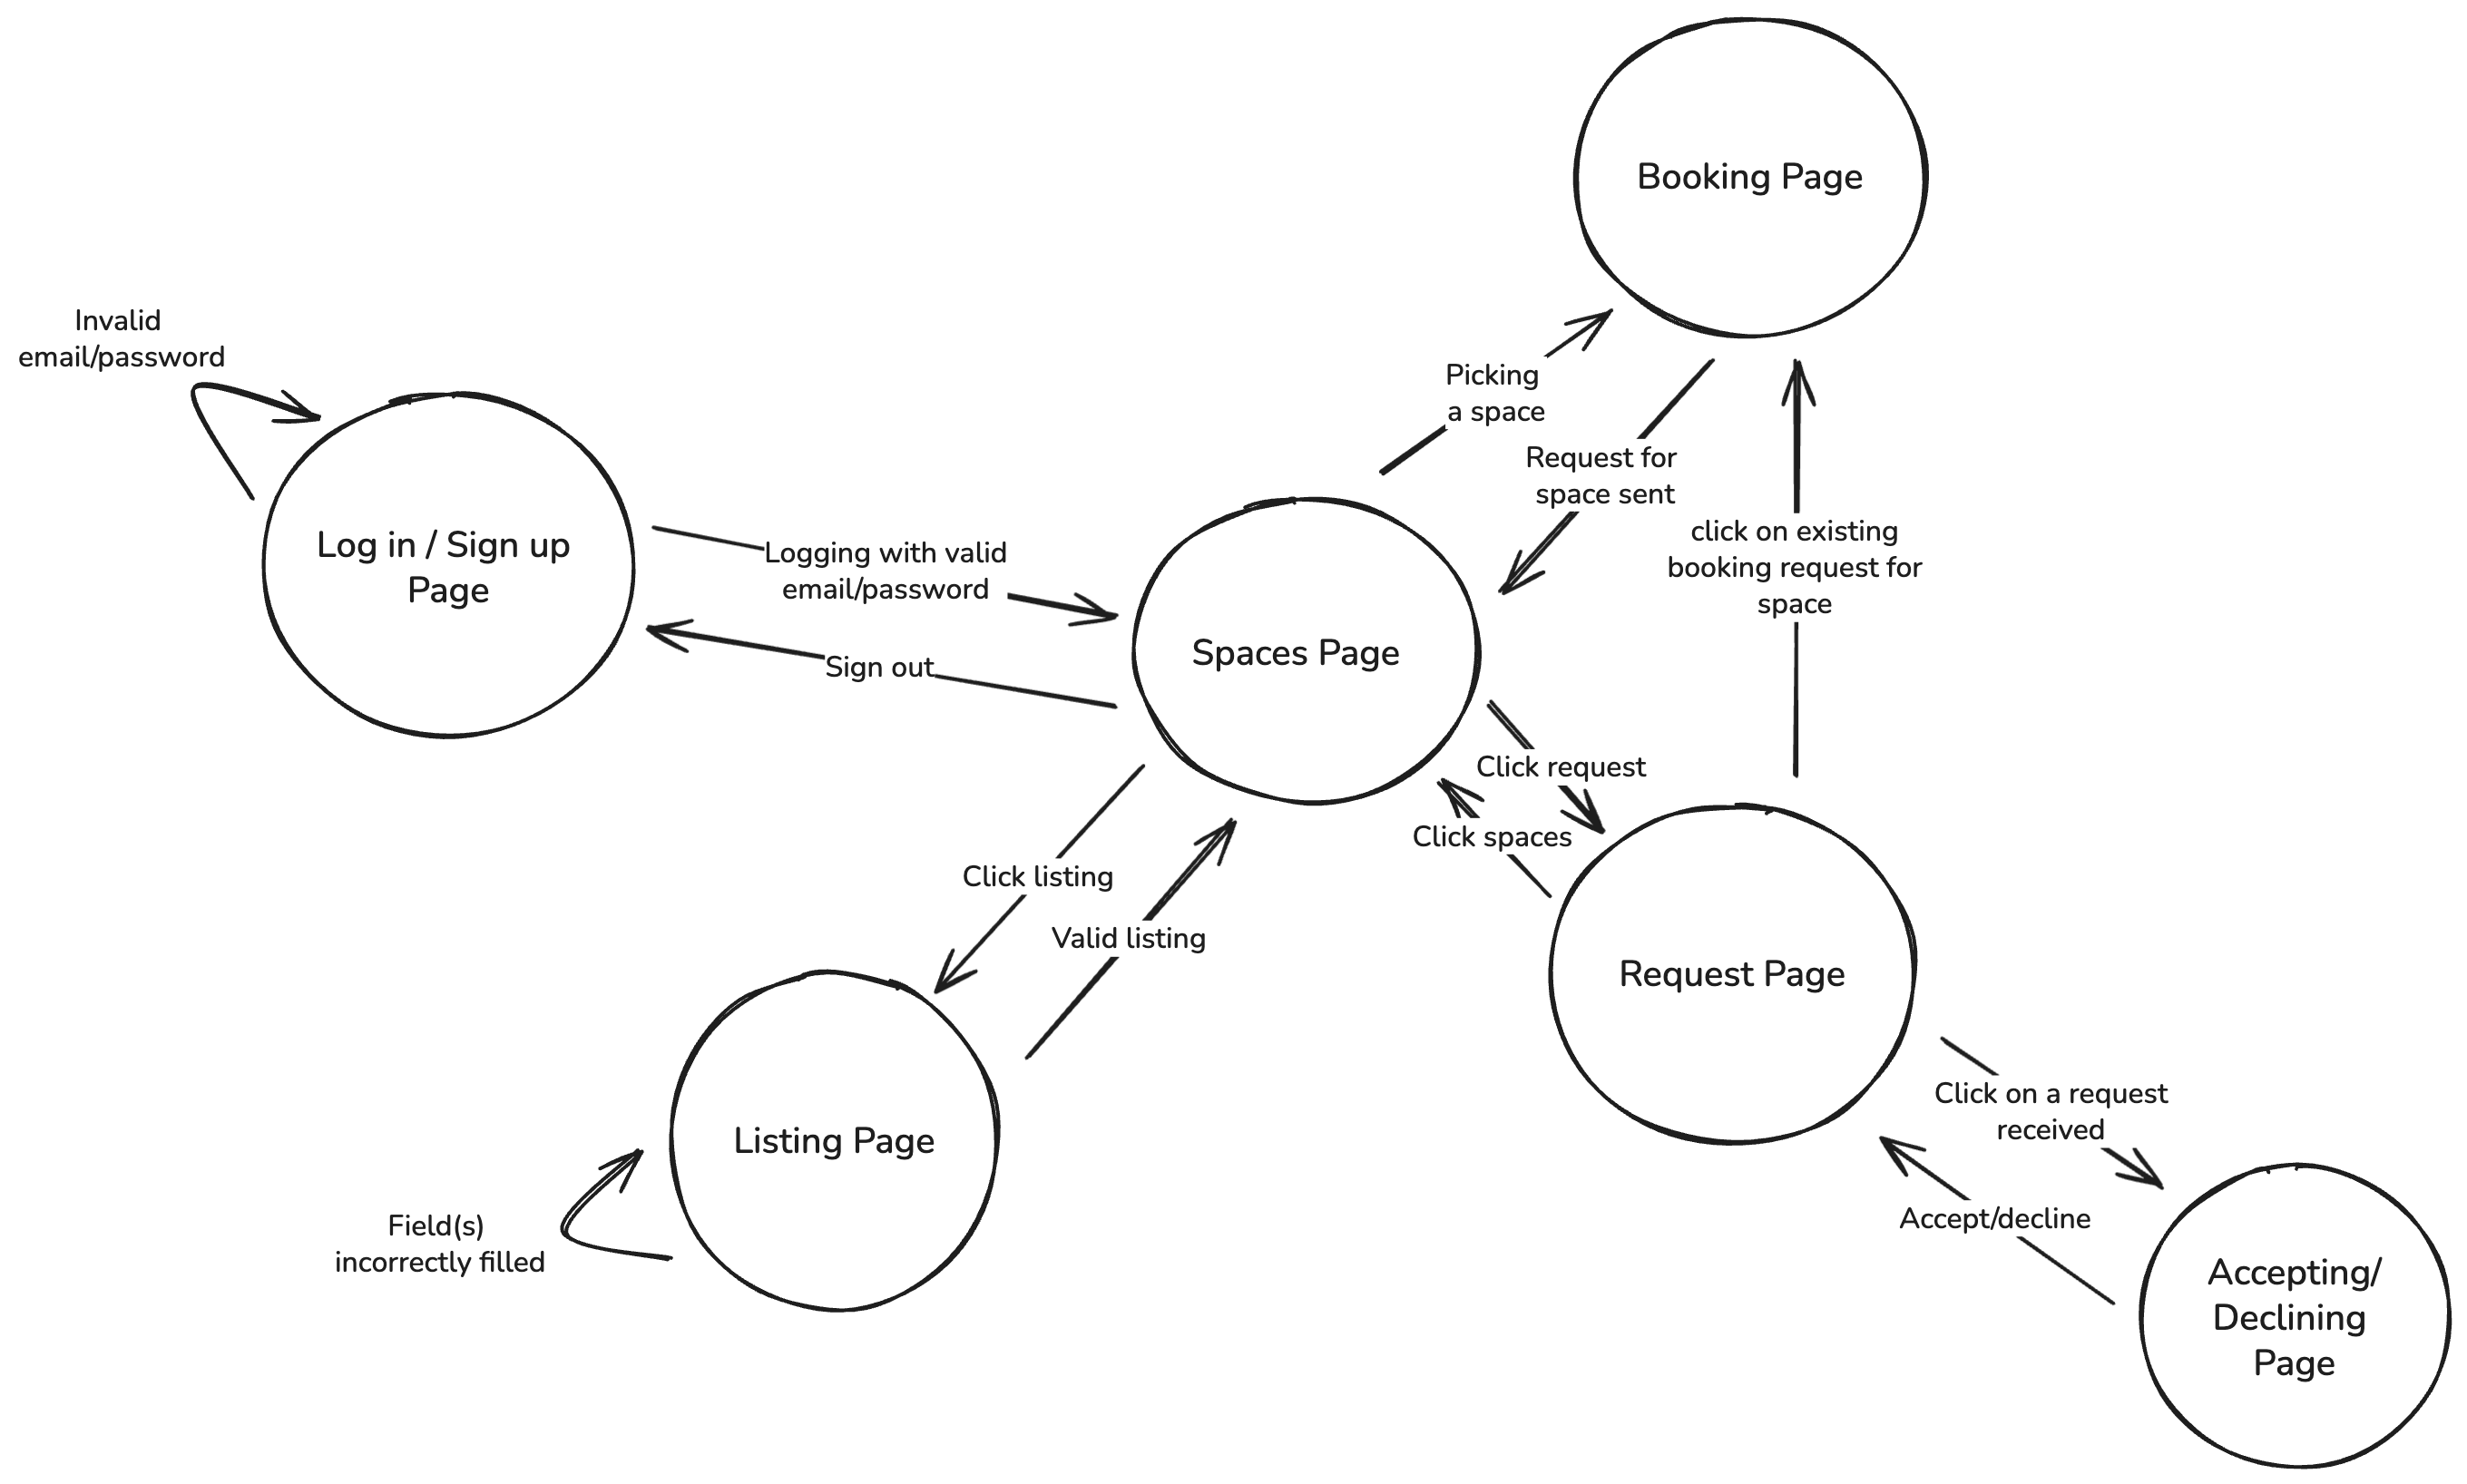 Booking Page
Invalid
email/password
Picking
a space
Request for
space sent
click on existing
booking request for
space
Log in / Sign up
Page
Logging with valid
email/password
Sign out
Spaces Page
Click request
Click spaces
Click listing
Valid listing
Request Page
Listing Page
Click on a request
received
Accept/decline
Field(s)
incorrectly filled
Accepting/
Declining
Page